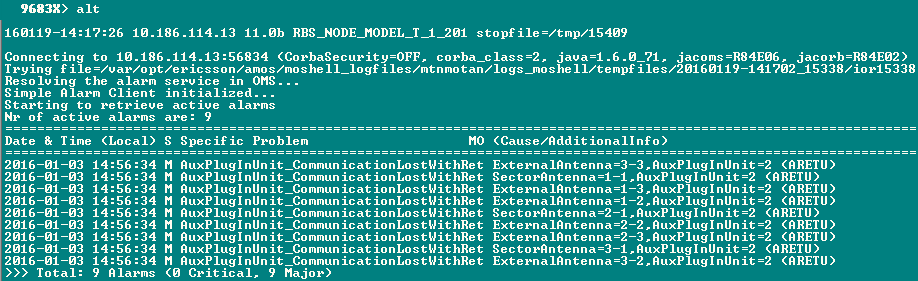 9683X> alt
160119-14:17:26 10.186.114.13 11.0b RBS_NODE_MODEL_T_1_201 stopfile=/tmp/15409
Connecting to 10.186.114.13:56834 (CorbaSecurity=OFF, corba_class=2, java=1.6.0_71, jacoms=R84E06, jacorb=R84E02)
Trying file=/var/opt/ericsson/amos/moshell_logfiles/mtnmotan/logs_moshell/tempfiles/20160119-141702_15338/ior15338
Resolving the alarm service in OMS...
Simple Alarm Client initialized...
Starting to retrieve active alarms
Nr of active alarms are: 9
====================================================================================================================
Date & Time (Local) S Specific Problem                    MO (Cause/AdditionalInfo)
====================================================================================================================
2016-01-03 14:56:34 M AuxPlugInUnit_CommunicationLostWithRet ExternalAntenna=3-3,AuxPlugInUnit=2 (ARETU)
2016-01-03 14:56:34 M AuxPlugInUnit_CommunicationLostWithRet SectorAntenna=1-1,AuxPlugInUnit=2 (ARETU)
2016-01-03 14:56:34 M AuxPlugInUnit_CommunicationLostWithRet ExternalAntenna=1-3,AuxPlugInUnit=2 (ARETU)
2016-01-03 14:56:34 M AuxPlugInUnit_CommunicationLostWithRet ExternalAntenna=1-2,AuxPlugInUnit=2 (ARETU)
2016-01-03 14:56:34 M AuxPlugInUnit_CommunicationLostWithRet SectorAntenna=2-1,AuxPlugInUnit=2 (ARETU)
2016-01-03 14:56:34 M AuxPlugInUnit_CommunicationLostWithRet ExternalAntenna=2-2,AuxPlugInUnit=2 (ARETU)
2016-01-03 14:56:34 M AuxPlugInUnit_CommunicationLostWithRet ExternalAntenna=2-3,AuxPlugInUnit=2 (ARETU)
2016-01-03 14:56:34 M AuxPlugInUnit_CommunicationLostWithRet SectorAntenna=3-1,AuxPlugInUnit=2 (ARETU)
2016-01-03 14:56:34 M AuxPlugInUnit_CommunicationLostWithRet ExternalAntenna=3-2,AuxPlugInUnit=2 (ARETU)
>>> Total: 9 Alarms (0 Critical, 9 Major)